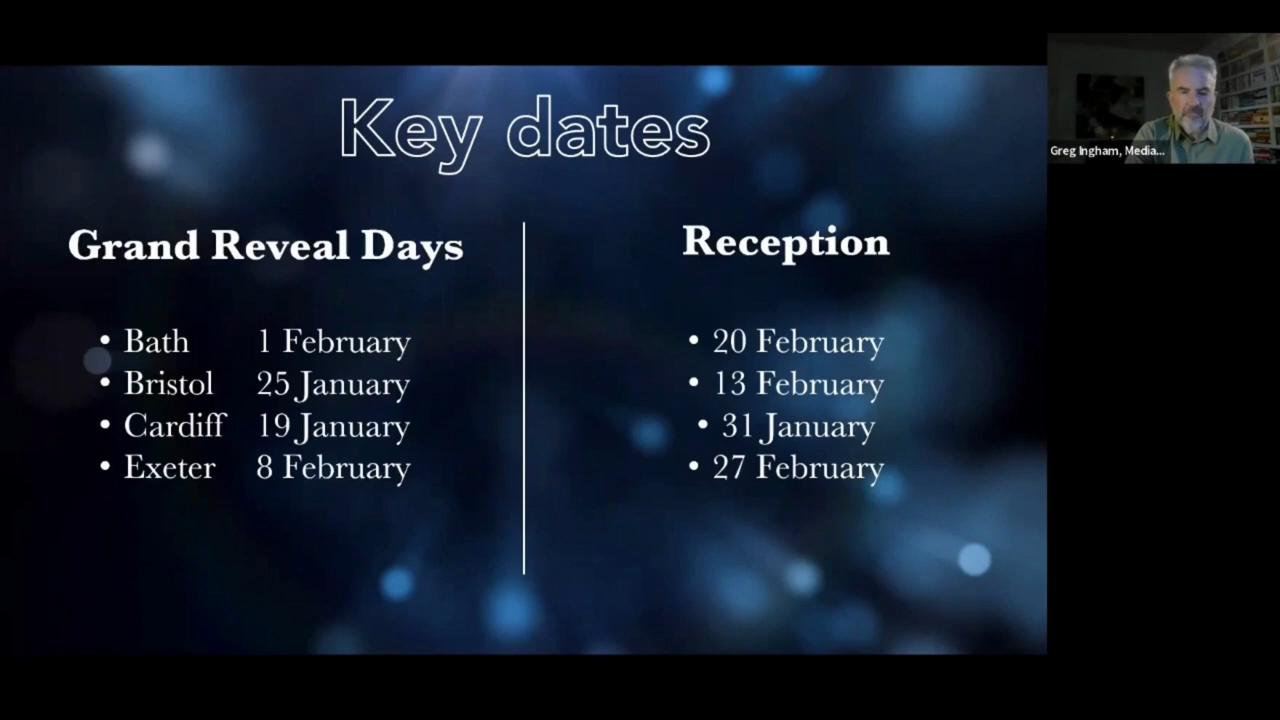 Key dates
Grand Reveal Days
• Bath 1 February
• Bristol 25 January
• Cardiff 19 January
• Exeter 8 February
Reception
• 20 February
• 13 February
• 31 January
• 27 February
Greg Ingham, Media...